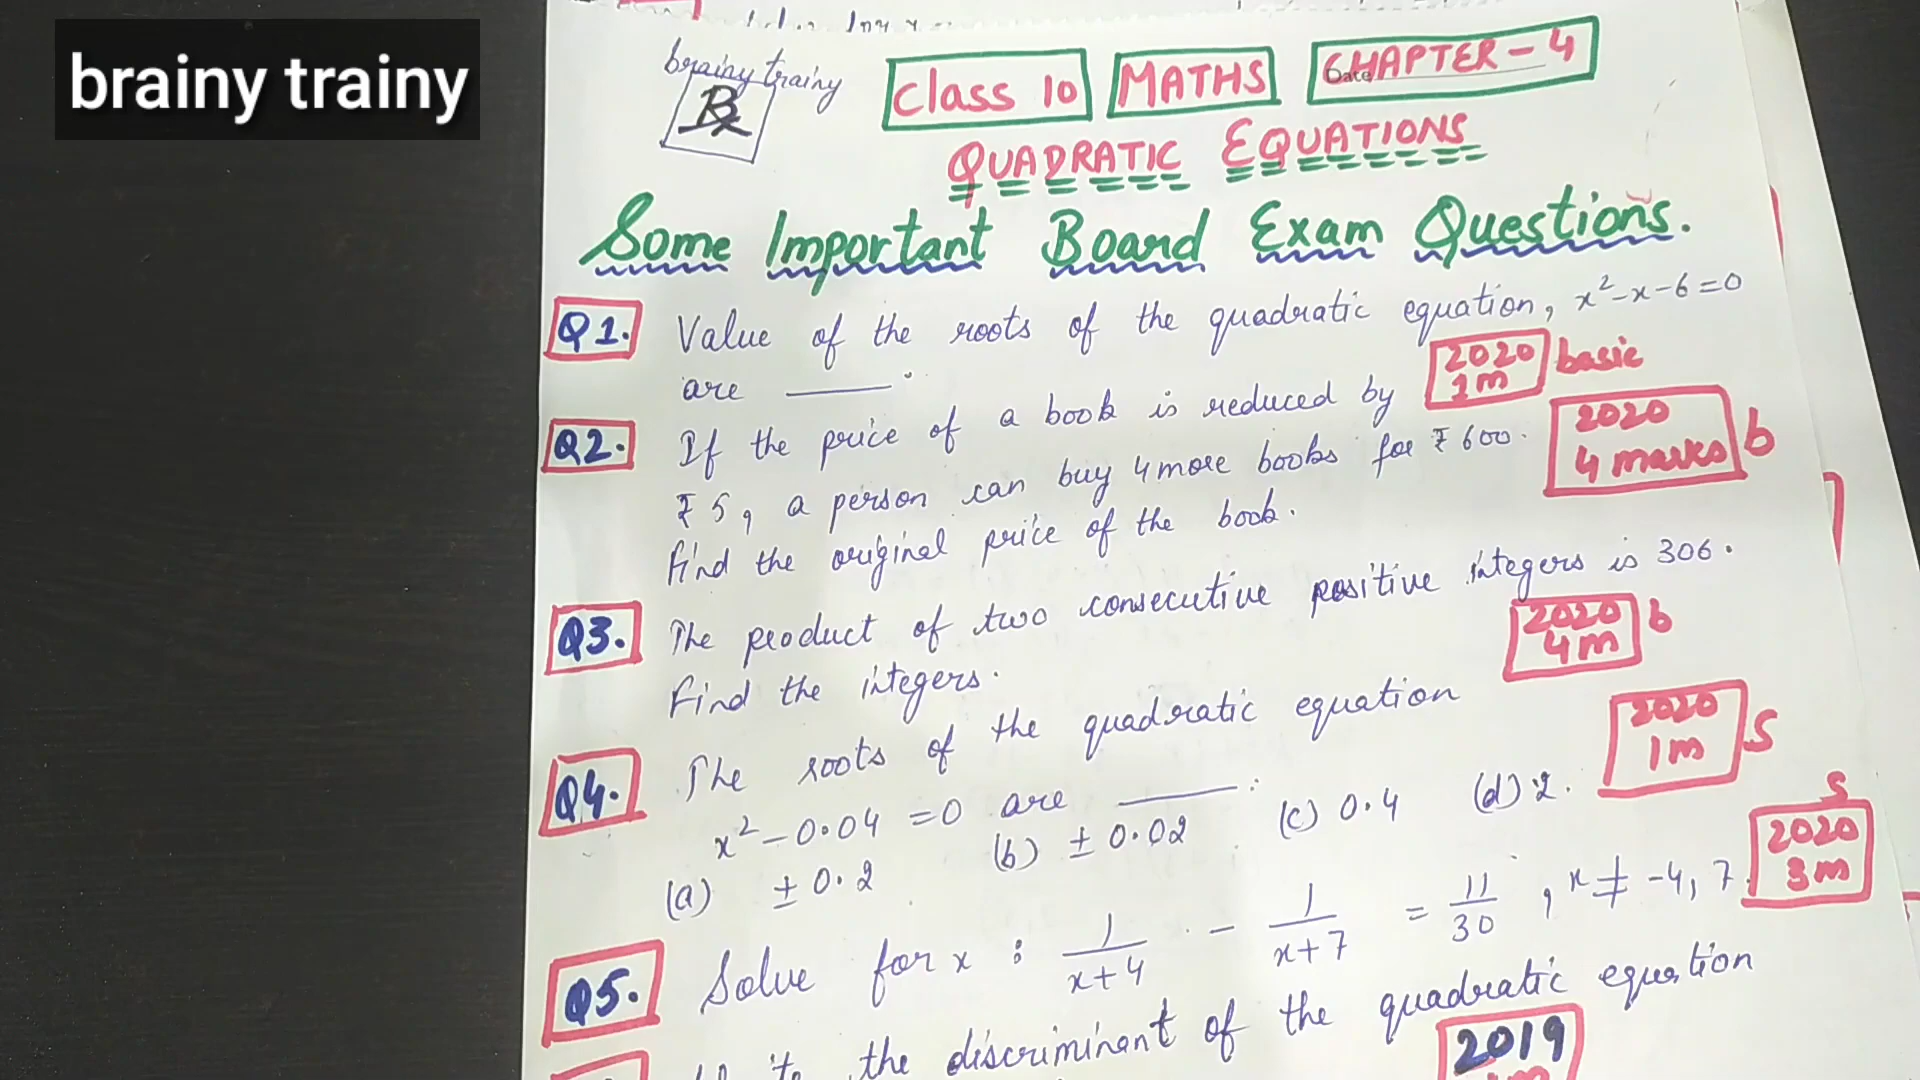 brainy trainy
brainy trainy
B
Class 10 MATHS CHAPTER-4
Date
QUADRATIC EQUATIONS
Some Important Board Exam Questions.
Q1. Value of the roots of the quadratic equation, x²-x-6=0
are ———.
2020 1m basic
Q2. If the price of a book is reduced by
₹5, a person can buy 4 more books for ₹600.
find the original price of the book.
2020 4 marks b
Q3. The product of two consecutive positive integers is 306.
Find the integers.
2020 4m b
Q4. The roots of the quadratic equation
x²-0.04=0 are ———:
2020 1m S
(a) ±0.2 (b) ±0.02 (c) 0.4 (d) 2.
Q5. Solve for x : 1/(x+4) - 1/(x+7) = 11/30, x≠-4, 7.
S 2020 3m
the discriminant of the quadratic equation
2019